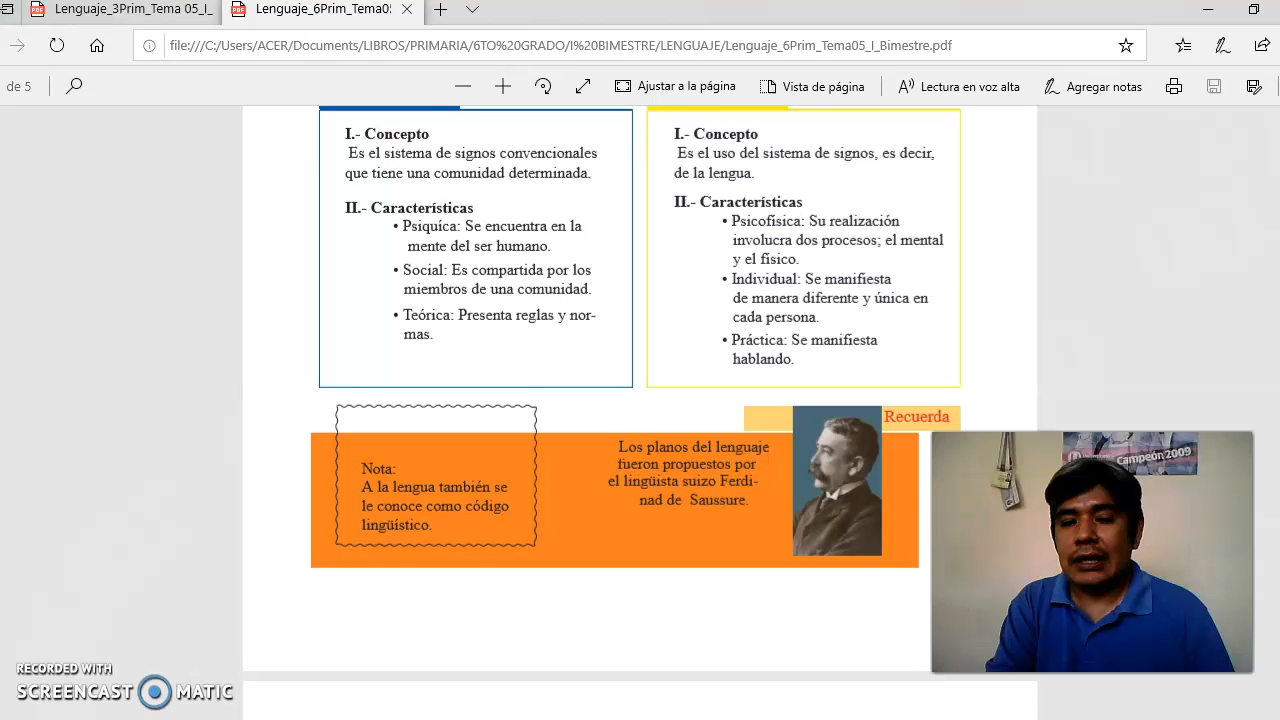 Lenguaje_3Prim_Tema 05_I_
Lenguaje_6Prim_Tema05
file:///C:/Users/ACER/Documents/LIBROS/PRIMARIA/6TO%20GRADO/I%20BIMESTRE/LENGUAJE/Lenguaje_6Prim_Tema05_I_Bimestre.pdf
de 5
Ajustar a la página
Vista de página
Lectura en voz alta
Agregar notas
I.- Concepto
Es el sistema de signos convencionales
que tiene una comunidad determinada.
II.- Características
• Psiquíca: Se encuentra en la
mente del ser humano.
• Social: Es compartida por los
miembros de una comunidad.
• Teórica: Presenta reglas y nor-
mas.
I.- Concepto
Es el uso del sistema de signos, es decir,
de la lengua.
II.- Características
• Psicofísica: Su realización
involucra dos procesos; el mental
y el físico.
• Individual: Se manifiesta
de manera diferente y única en
cada persona.
• Práctica: Se manifiesta
hablando.
Nota:
A la lengua también se
le conoce como código
lingüístico.
Recuerda
Los planos del lenguaje
fueron propuestos por
el lingüista suizo Ferdi-
nad de Saussure.
Campeón 2009
RECORDED WITH
SCREENCAST MATIC